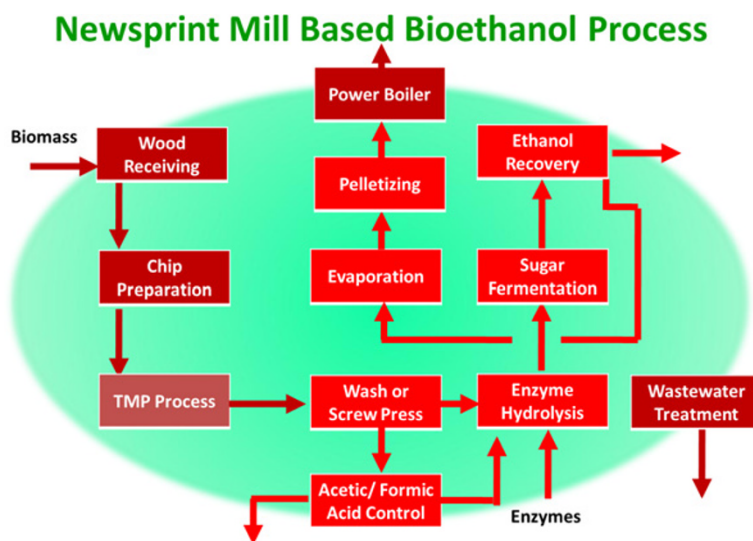 Newsprint Mill Based Bioethanol Process
Biomass
Wood
Receiving
Power Boiler
Ethanol
Recovery
Pelletizing
Chip
Preparation
Evaporation
Sugar
Fermentation
TMP Process
Wash or
Screw Press
Enzyme
Hydrolysis
Wastewater
Treatment
Acetic/ Formic
Acid Control
Enzymes